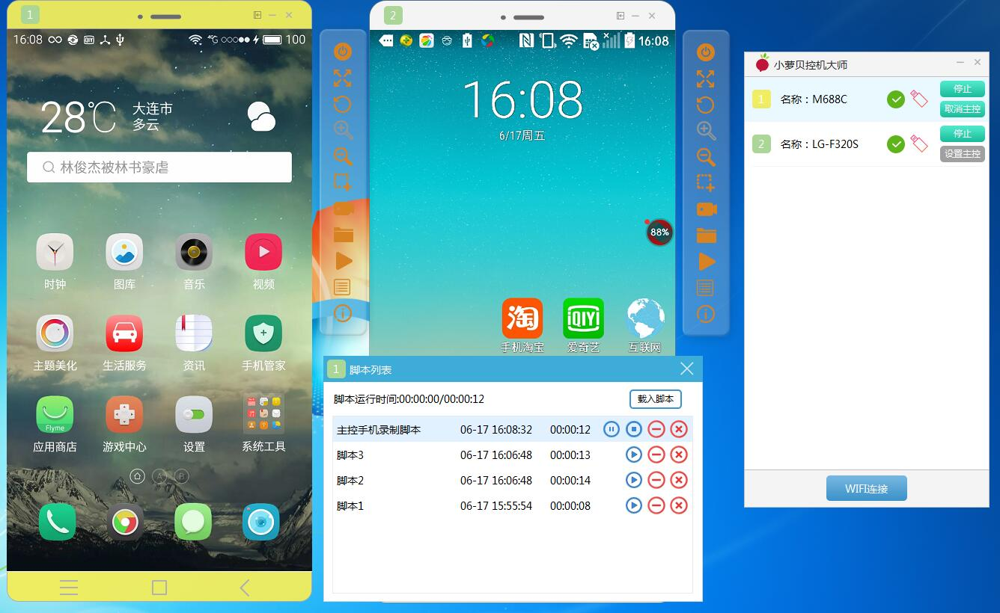 1
16:08
4G
100
28℃
大连市
多云
林俊杰被林书豪虐
时钟
图库
音乐
视频
主题美化
生活服务
资讯
手机管家
Flyme
应用商店
游戏中心
设置
系统工具
A
B
2
16:08
16:08
6/17周五
88%
淘
手机淘宝
iQIYI
爱奇艺
互联网
1 脚本列表
脚本运行时间:00:00:00/00:00:12
载入脚本
主控手机录制脚本 06-17 16:08:32 00:00:12
脚本3 06-17 16:06:48 00:00:13
脚本2 06-17 16:06:48 00:00:14
脚本1 06-17 15:55:54 00:00:08
小萝贝控机大师
1 名称：M688C
停止
取消主控
2 名称：LG-F320S
停止
设置主控
WIFI连接